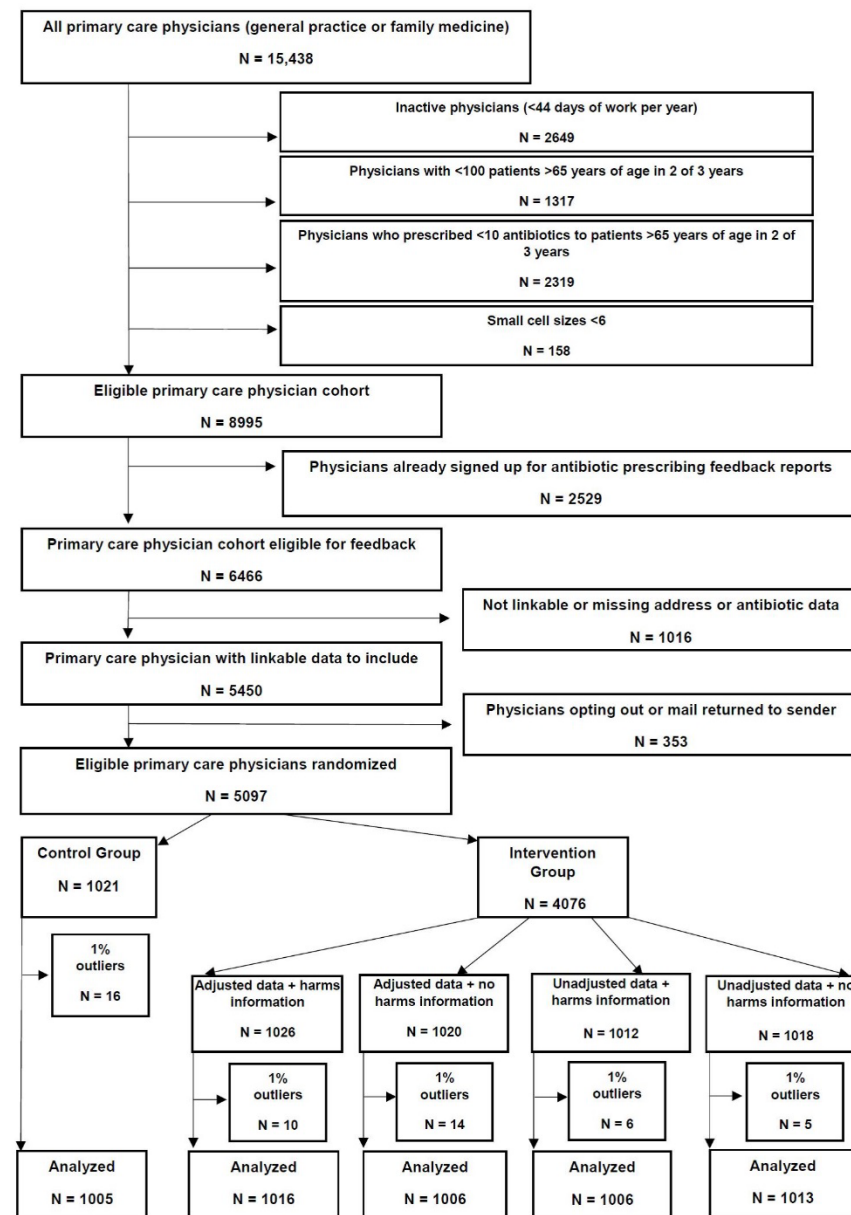 All primary care physicians (general practice or family medicine)
N = 15,438
Inactive physicians (<44 days of work per year)
N = 2649
Physicians with <100 patients >65 years of age in 2 of 3 years
N = 1317
Physicians who prescribed <10 antibiotics to patients >65 years of age in 2 of
3 years
N = 2319
Small cell sizes <6
N = 158
Eligible primary care physician cohort
N = 8995
Physicians already signed up for antibiotic prescribing feedback reports
N = 2529
Primary care physician cohort eligible for feedback
N = 6466
Not linkable or missing address or antibiotic data
N = 1016
Primary care physician with linkable data to include
N = 5450
Physicians opting out or mail returned to sender
N = 353
Eligible primary care physicians randomized
N = 5097
Control Group
N = 1021
Intervention
Group
N = 4076
1%
outliers
N = 16
Adjusted data + harms
information
N = 1026
Adjusted data + no
harms information
N = 1020
Unadjusted data +
harms information
N = 1012
Unadjusted data + no
harms information
N = 1018
1%
outliers
N = 10
1%
outliers
N = 14
1%
outliers
N = 6
1%
outliers
N = 5
Analyzed
N = 1005
Analyzed
N = 1016
Analyzed
N = 1006
Analyzed
N = 1006
Analyzed
N = 1013